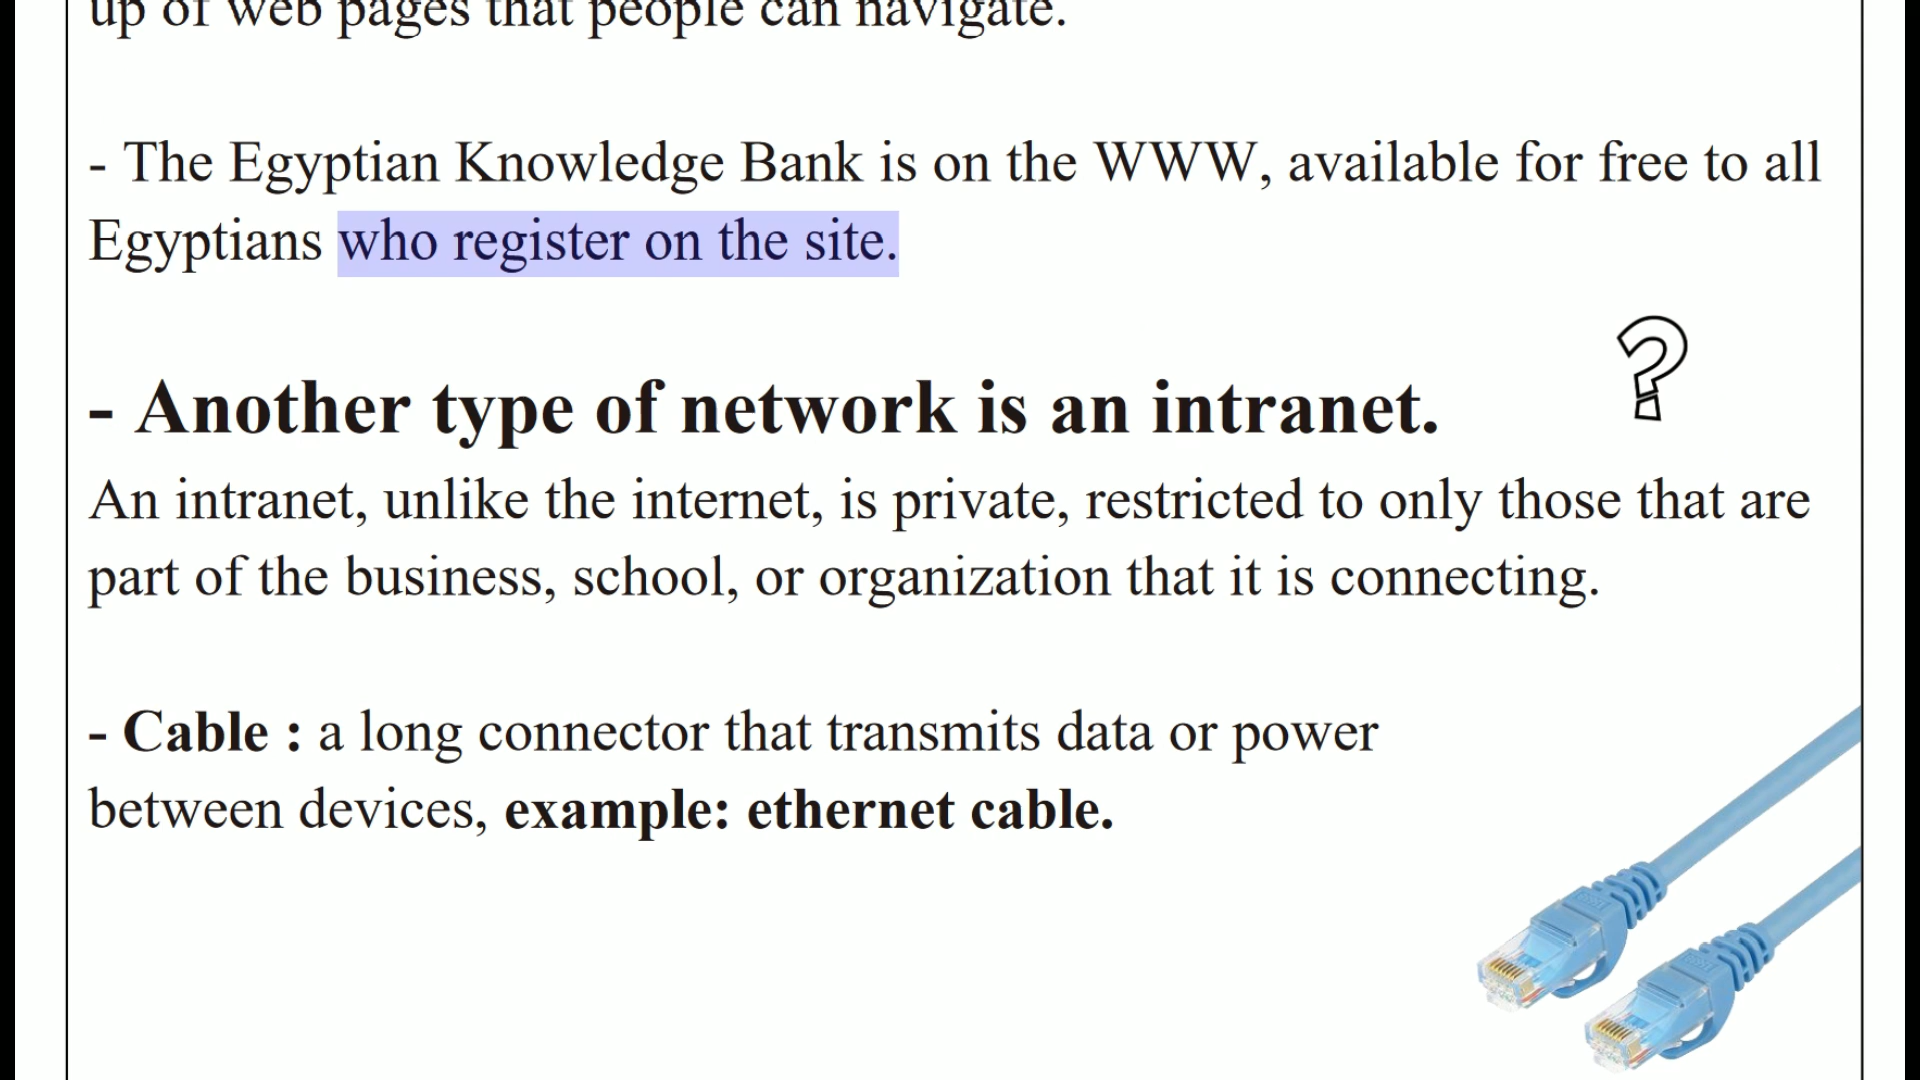 up of web pages that people can navigate.
- The Egyptian Knowledge Bank is on the WWW, available for free to all
Egyptians who register on the site.
?
- Another type of network is an intranet.
An intranet, unlike the internet, is private, restricted to only those that are
part of the business, school, or organization that it is connecting.
- Cable : a long connector that transmits data or power
between devices, example: ethernet cable.